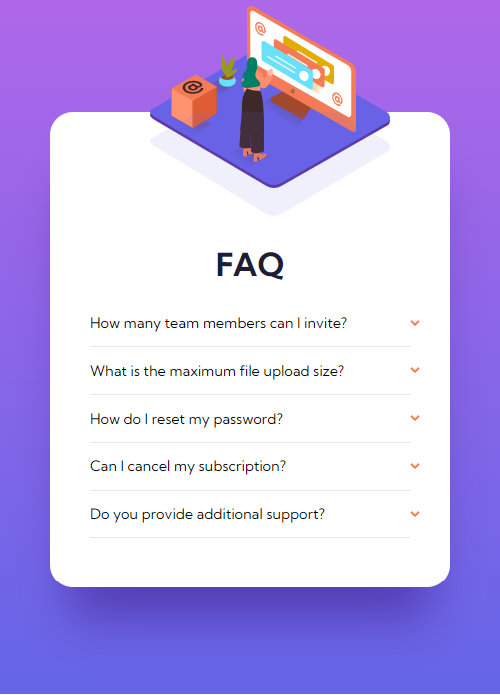 FAQ
How many team members can I invite?
What is the maximum file upload size?
How do I reset my password?
Can I cancel my subscription?
Do you provide additional support?